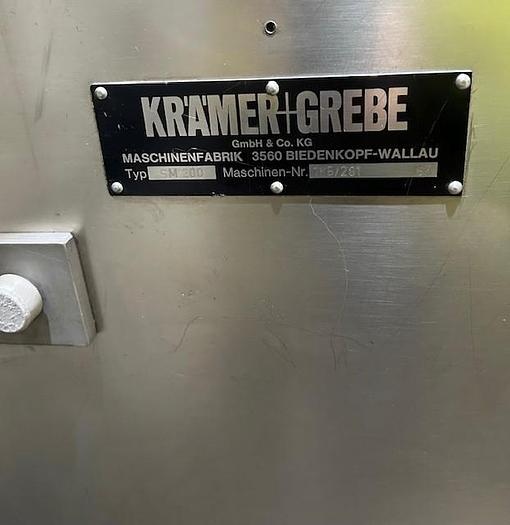 KRÄMER+GREBE
GmbH & Co. KG
MASCHINENFABRIK 3560 BIEDENKOPF-WALLAU
Typ SM 200 Maschinen-Nr.